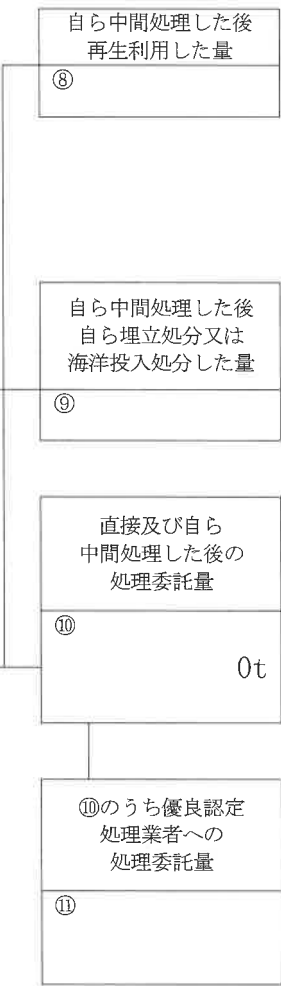 自ら中間処理した後
再生利用した量
⑧
自ら中間処理した後
自ら埋立処分又は
海洋投入処分した量
⑨
直接及び自ら
中間処理した後の
処理委託量
⑩
0t
⑩のうち優良認定
処理業者への
処理委託量
⑪